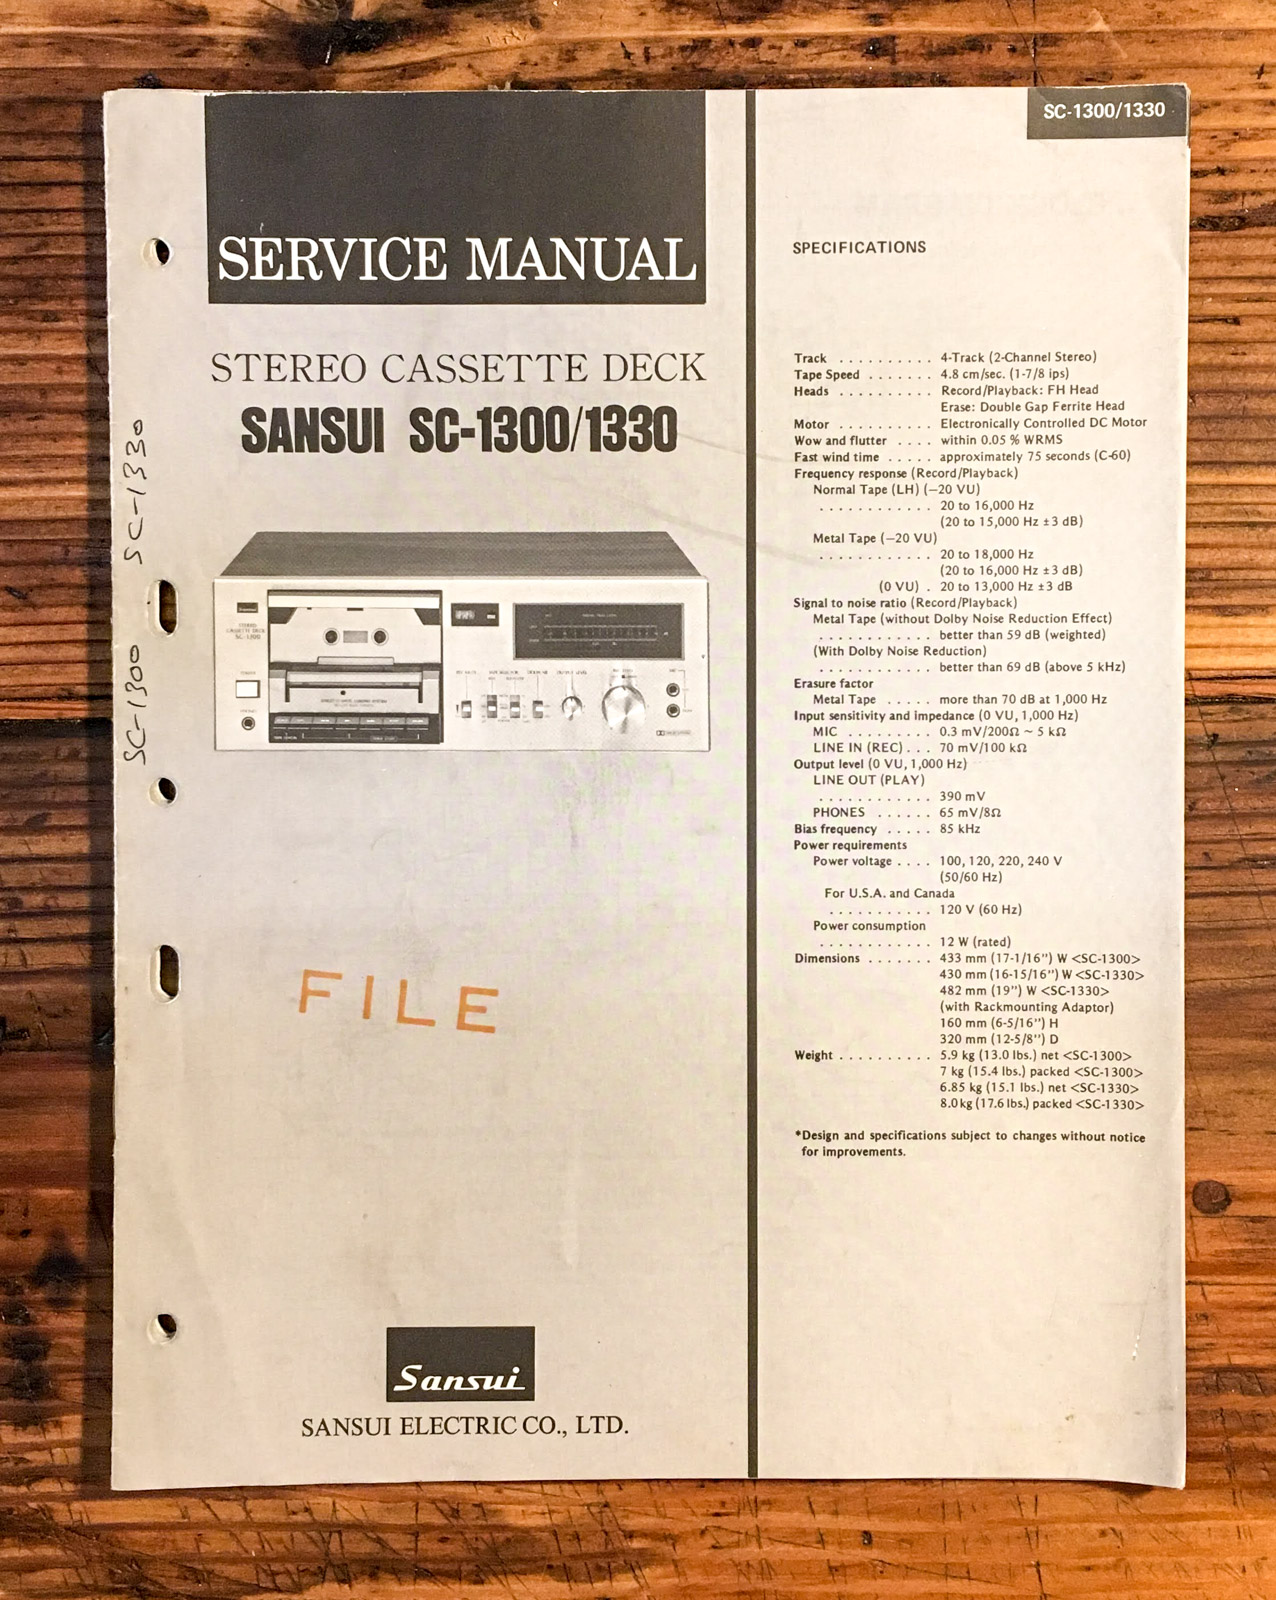 SC-1300/1330
SERVICE MANUAL
STEREO CASSETTE DECK
SANSUI SC-1300/1330
SC-1300 SC-1330
FILE
Sansui
SANSUI ELECTRIC CO., LTD.
SPECIFICATIONS
Track . . . . . . . . . . 4-Track (2-Channel Stereo)
Tape Speed . . . . . . . 4.8 cm/sec. (1-7/8 ips)
Heads . . . . . . . . . . Record/Playback: FH Head
Erase: Double Gap Ferrite Head
Motor . . . . . . . . . . Electronically Controlled DC Motor
Wow and flutter . . . . within 0.05 % WRMS
Fast wind time . . . . . approximately 75 seconds (C-60)
Frequency response (Record/Playback)
Normal Tape (LH) (−20 VU)
. . . . . . . . . . . . 20 to 16,000 Hz
(20 to 15,000 Hz ±3 dB)
Metal Tape (−20 VU)
. . . . . . . . . . . . 20 to 18,000 Hz
(20 to 16,000 Hz ±3 dB)
(0 VU) . 20 to 13,000 Hz ±3 dB
Signal to noise ratio (Record/Playback)
Metal Tape (without Dolby Noise Reduction Effect)
. . . . . . . . . . . . better than 59 dB (weighted)
(With Dolby Noise Reduction)
. . . . . . . . . . . . better than 69 dB (above 5 kHz)
Erasure factor
Metal Tape . . . . . more than 70 dB at 1,000 Hz
Input sensitivity and impedance (0 VU, 1,000 Hz)
MIC . . . . . . . . . 0.3 mV/200Ω ~ 5 kΩ
LINE IN (REC) . . . 70 mV/100 kΩ
Output level (0 VU, 1,000 Hz)
LINE OUT (PLAY)
. . . . . . . . . . . . 390 mV
PHONES . . . . . . 65 mV/8Ω
Bias frequency . . . . . 85 kHz
Power requirements
Power voltage . . . . 100, 120, 220, 240 V
(50/60 Hz)
For U.S.A. and Canada
. . . . . . . . . . . 120 V (60 Hz)
Power consumption
. . . . . . . . . . . . 12 W (rated)
Dimensions . . . . . . . 433 mm (17-1/16") W <SC-1300>
430 mm (16-15/16") W <SC-1330>
482 mm (19") W <SC-1330>
(with Rackmounting Adaptor)
160 mm (6-5/16") H
320 mm (12-5/8") D
Weight . . . . . . . . . . 5.9 kg (13.0 lbs.) net <SC-1300>
7 kg (15.4 lbs.) packed <SC-1300>
6.85 kg (15.1 lbs.) net <SC-1330>
8.0kg (17.6 lbs.) packed <SC-1330>
*Design and specifications subject to changes without notice
for improvements.